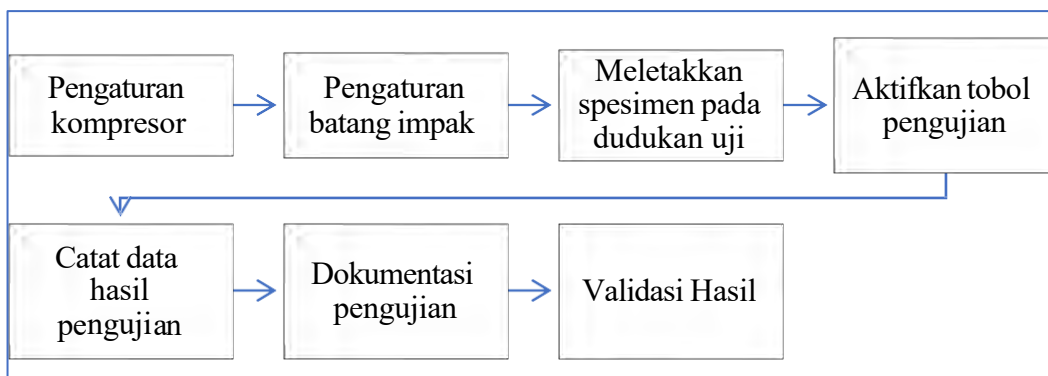 Pengaturan
kompresor
Pengaturan
batang impak
Meletakkan
spesimen pada
dudukan uji
Aktifkan tobol
pengujian
Catat data
hasil
pengujian
Dokumentasi
pengujian
Validasi Hasil